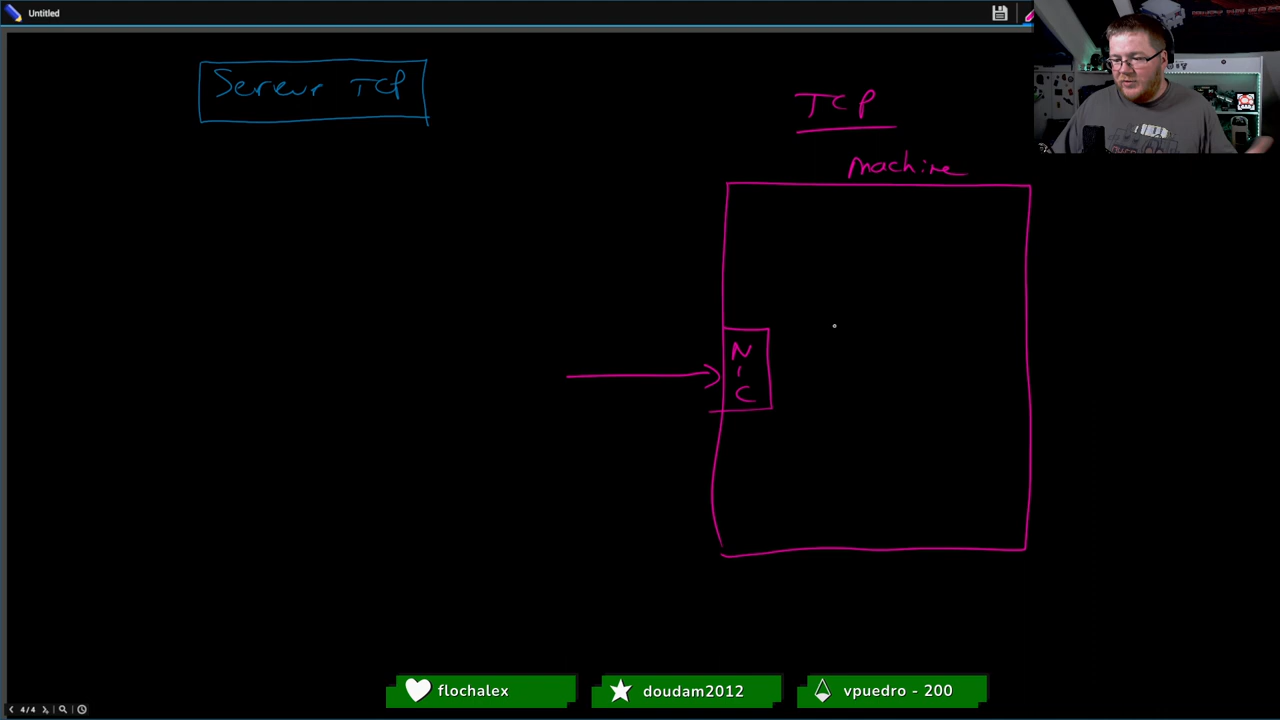 Untitled
Serveur TCP
TCP
machine
N
I
C
4/4
flochalex
doudam2012
vpuedro - 200